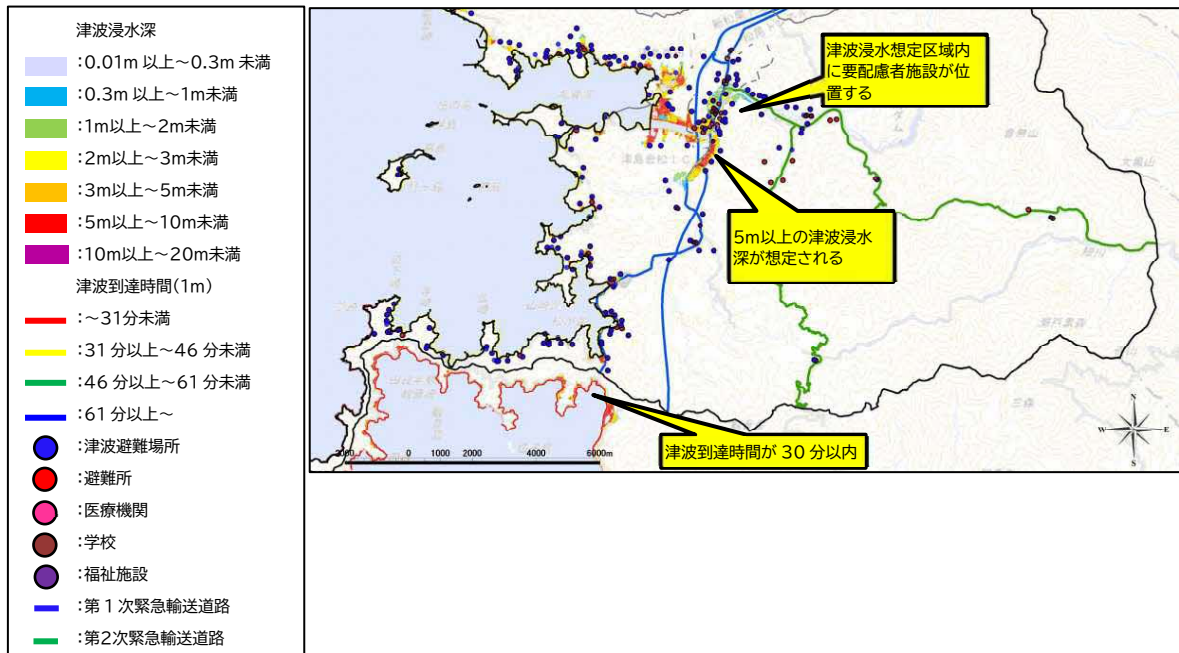 津波浸水深
:0.01m 以上~0.3m 未満
:0.3m 以上~1m未満
:1m以上~2m未満
:2m以上~3m未満
:3m以上~5m未満
:5m以上~10m未満
:10m以上~20m未満
津波到達時間(1m)
:~31分未満
:31 分以上~46 分未満
:46 分以上~61 分未満
:61 分以上~
:津波避難場所
:避難所
:医療機関
:学校
:福祉施設
:第1次緊急輸送道路
:第2次緊急輸送道路
津波浸水想定区域内
に要配慮者施設が位
置する
津島岩松IC
5m以上の津波浸水
深が想定される
津波到達時間が 30 分以内
0 1000 2000 4000 6000m
N
W E
S